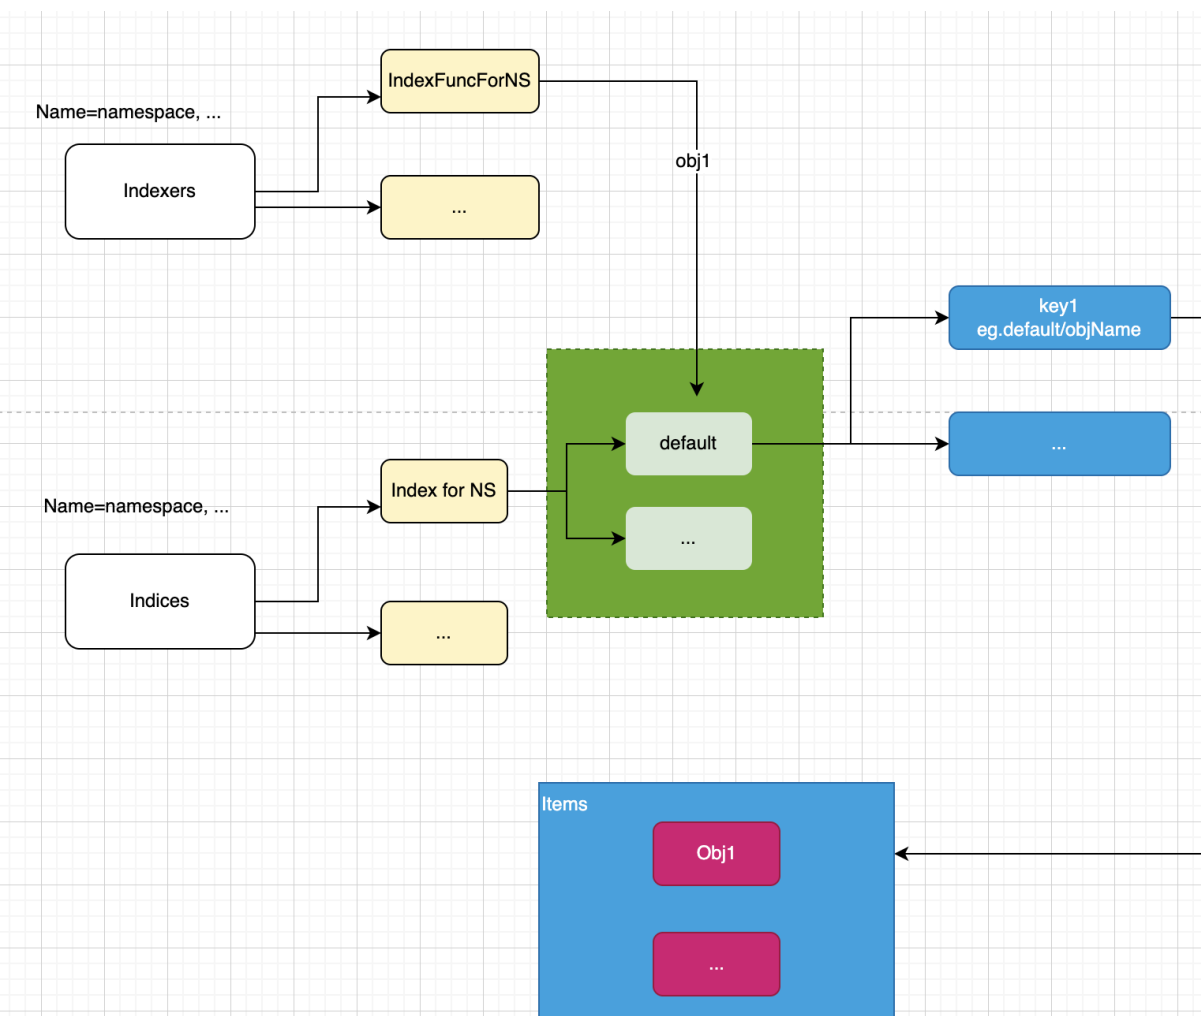 IndexFuncForNS
Name=namespace, ...
Indexers
obj1
...
key1
eg.default/objName
default
...
Index for NS
Name=namespace, ...
...
Indices
...
Items
Obj1
...